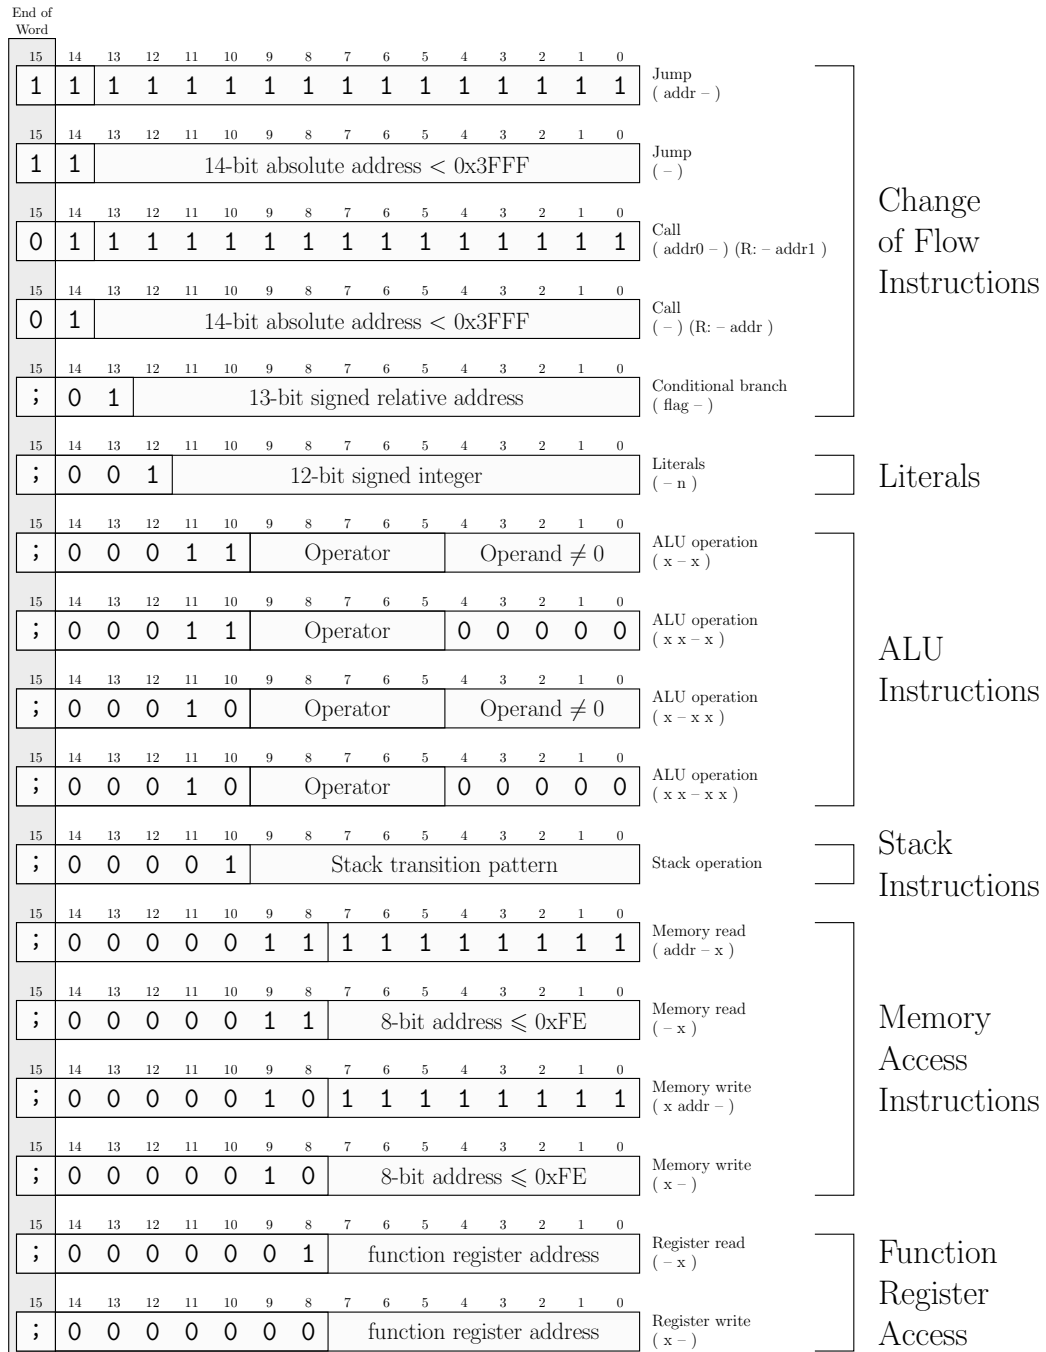 End of
Word
15 14 13 12 11 10 9 8 7 6 5 4 3 2 1 0
1 1 1 1 1 1 1 1 1 1 1 1 1 1 1 1
Jump
( addr – )
15 14 13 12 11 10 9 8 7 6 5 4 3 2 1 0
1 1 14-bit absolute address < 0x3FFF
Jump
( – )
15 14 13 12 11 10 9 8 7 6 5 4 3 2 1 0
0 1 1 1 1 1 1 1 1 1 1 1 1 1 1 1
Call
( addr0 – ) (R: – addr1 )
15 14 13 12 11 10 9 8 7 6 5 4 3 2 1 0
0 1 14-bit absolute address < 0x3FFF
Call
( – ) (R: – addr )
15 14 13 12 11 10 9 8 7 6 5 4 3 2 1 0
; 0 1 13-bit signed relative address
Conditional branch
( flag – )
Change
of Flow
Instructions
15 14 13 12 11 10 9 8 7 6 5 4 3 2 1 0
; 0 0 1 12-bit signed integer
Literals
( – n )
Literals
15 14 13 12 11 10 9 8 7 6 5 4 3 2 1 0
; 0 0 0 1 1 Operator Operand ≠ 0
ALU operation
( x – x )
15 14 13 12 11 10 9 8 7 6 5 4 3 2 1 0
; 0 0 0 1 1 Operator 0 0 0 0 0
ALU operation
( x x – x )
15 14 13 12 11 10 9 8 7 6 5 4 3 2 1 0
; 0 0 0 1 0 Operator Operand ≠ 0
ALU operation
( x – x x )
15 14 13 12 11 10 9 8 7 6 5 4 3 2 1 0
; 0 0 0 1 0 Operator 0 0 0 0 0
ALU operation
( x x – x x )
ALU
Instructions
15 14 13 12 11 10 9 8 7 6 5 4 3 2 1 0
; 0 0 0 0 1 Stack transition pattern
Stack operation
Stack
Instructions
15 14 13 12 11 10 9 8 7 6 5 4 3 2 1 0
; 0 0 0 0 0 1 1 1 1 1 1 1 1 1 1
Memory read
( addr – x )
15 14 13 12 11 10 9 8 7 6 5 4 3 2 1 0
; 0 0 0 0 0 1 1 8-bit address ⩽ 0xFE
Memory read
( – x )
15 14 13 12 11 10 9 8 7 6 5 4 3 2 1 0
; 0 0 0 0 0 1 0 1 1 1 1 1 1 1 1
Memory write
( x addr – )
15 14 13 12 11 10 9 8 7 6 5 4 3 2 1 0
; 0 0 0 0 0 1 0 8-bit address ⩽ 0xFE
Memory write
( x – )
Memory
Access
Instructions
15 14 13 12 11 10 9 8 7 6 5 4 3 2 1 0
; 0 0 0 0 0 0 1 function register address
Register read
( – x )
15 14 13 12 11 10 9 8 7 6 5 4 3 2 1 0
; 0 0 0 0 0 0 0 function register address
Register write
( x – )
Function
Register
Access